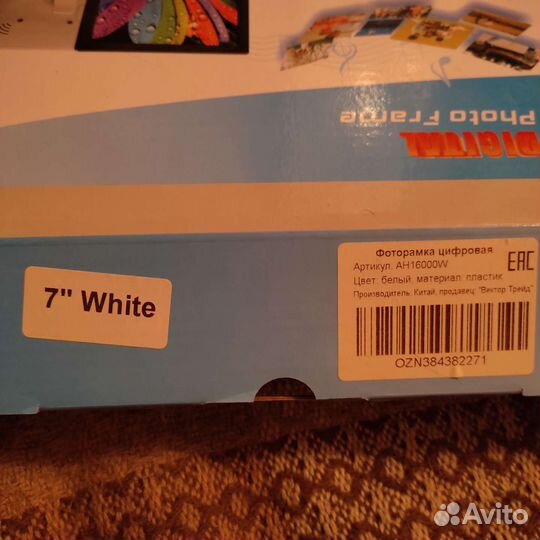 DIGITAL
Photo Frame
7" White
Фоторамка цифровая
Артикул: AH16000W
Цвет: белый, материал: пластик
Производитель: Китай, продавец: "Вектор Трейд"
EAC
OZN384382271
Avito